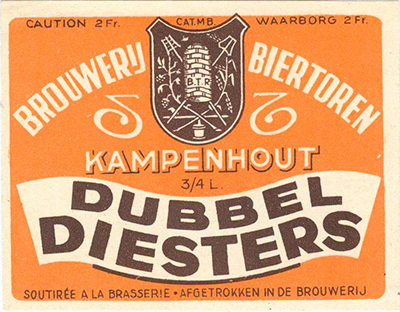 CAUTION 2 Fr. CAT. MB WAARBORG 2 Fr.
BROUWERIJ BIERTOREN
BTR
KAMPENHOUT
3/4 L.
DUBBEL
DIESTERS
SOUTIRÉE A LA BRASSERIE • AFGETROKKEN IN DE BROUWERIJ